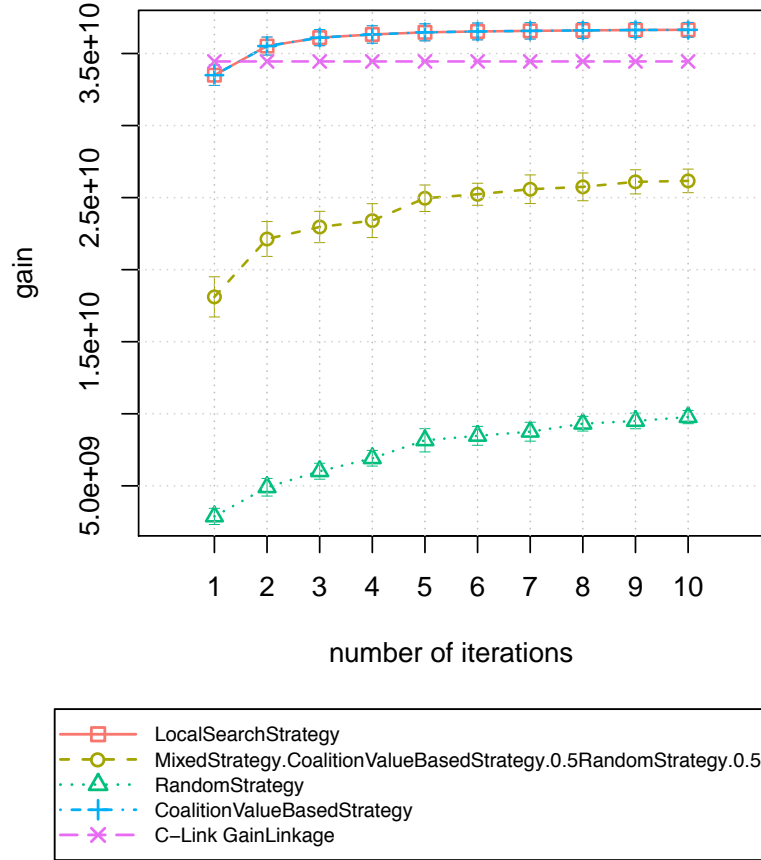 3.5e+10
2.5e+10
1.5e+10
5.0e+09
gain
1 2 3 4 5 6 7 8 9 10
number of iterations
LocalSearchStrategy
MixedStrategy.CoalitionValueBasedStrategy.0.5RandomStrategy.0.5
RandomStrategy
CoalitionValueBasedStrategy
C−Link GainLinkage